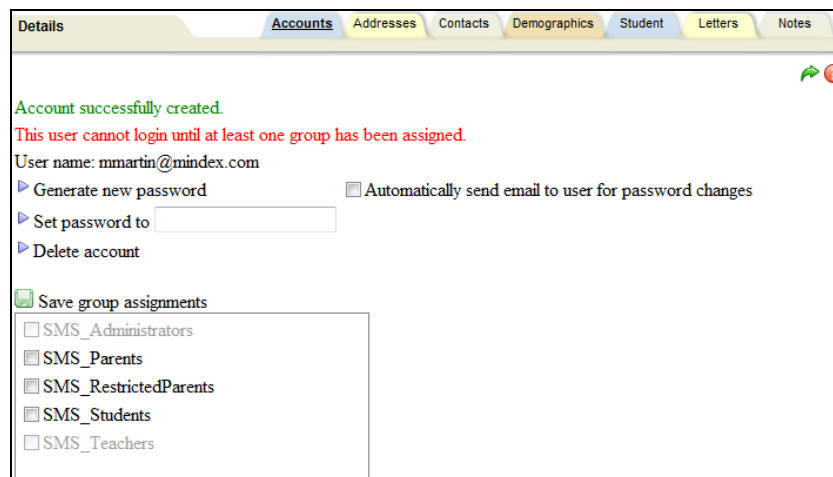 Details Accounts Addresses Contacts Demographics Student Letters Notes
Account successfully created.
This user cannot login until at least one group has been assigned.
User name: mmartin@mindex.com
Generate new password Automatically send email to user for password changes
Set password to
Delete account
Save group assignments
SMS_Administrators
SMS_Parents
SMS_RestrictedParents
SMS_Students
SMS_Teachers